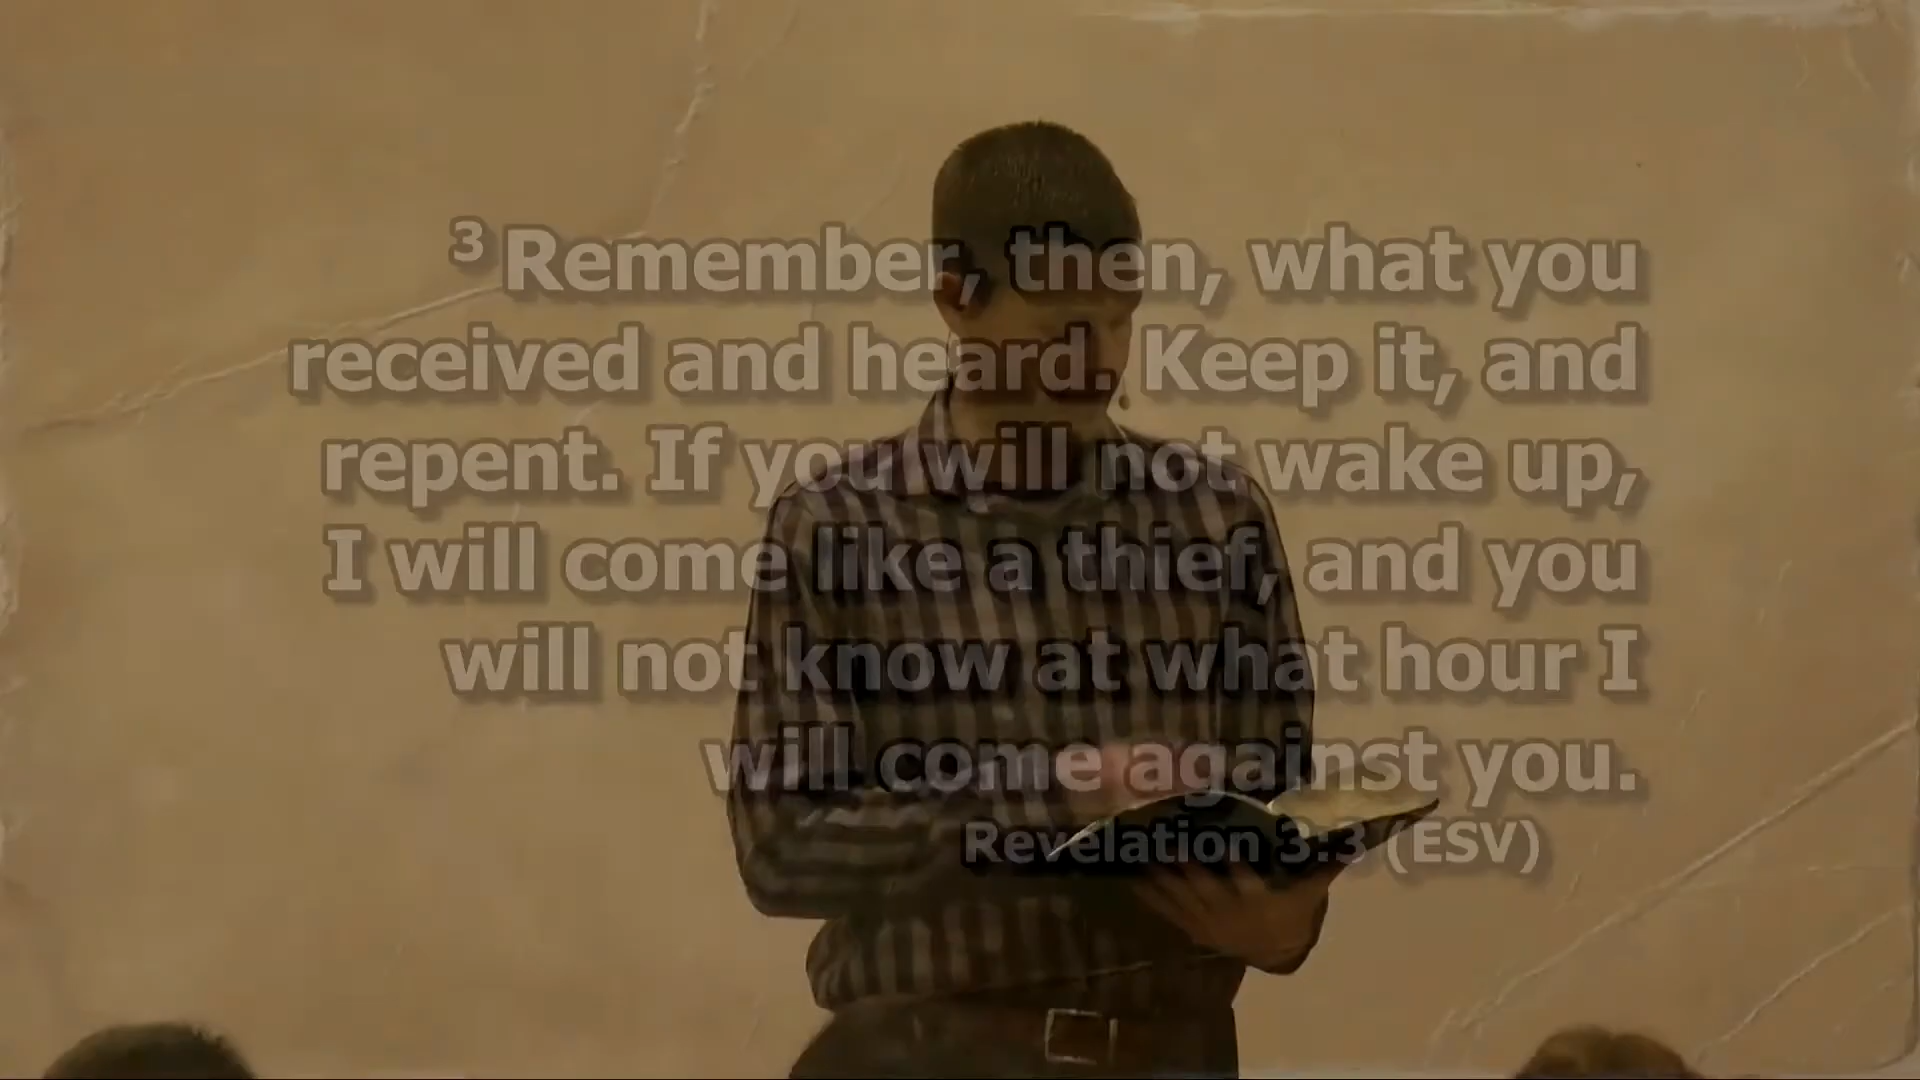 3 Remember, then, what you
received and heard. Keep it, and
repent. If you will not wake up,
I will come like a thief, and you
will not know at what hour I
will come against you.
Revelation 3:3 (ESV)